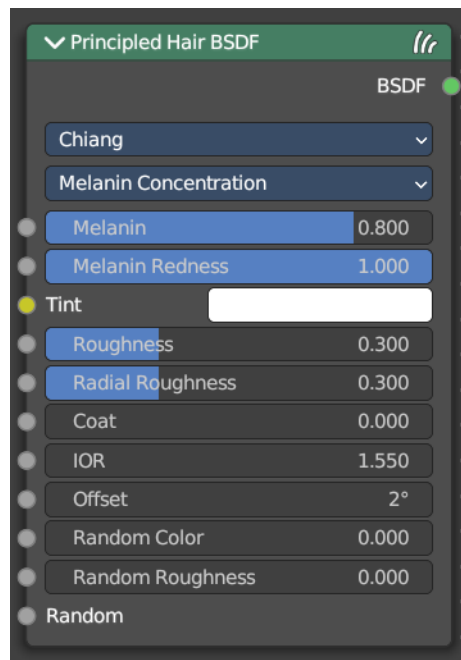 Principled Hair BSDF
BSDF
Chiang
Melanin Concentration
Melanin 0.800
Melanin Redness 1.000
Tint
Roughness 0.300
Radial Roughness 0.300
Coat 0.000
IOR 1.550
Offset 2°
Random Color 0.000
Random Roughness 0.000
Random